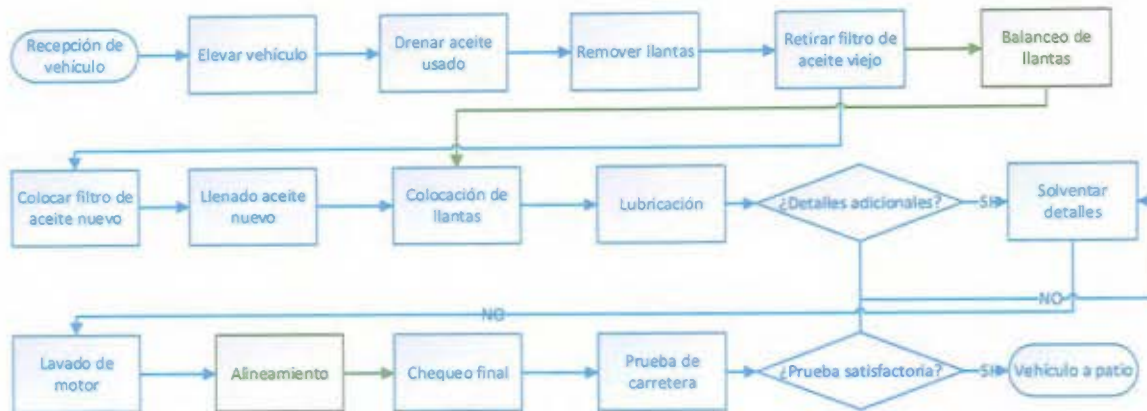 Recepción de
vehículo
Elevar vehículo
Drenar aceite
usado
Remover llantas
Retirar filtro de
aceite viejo
Balanceo de
llantas
Colocar filtro de
aceite nuevo
Llenado aceite
nuevo
Colocación de
llantas
Lubricación
¿Detalles adicionales?
SI
Solventar
detalles
NO
NO
Lavado de
motor
Alineamiento
Chequeo final
Prueba de
carretera
¿Prueba satisfactoria?
SI
Vehículo a patio